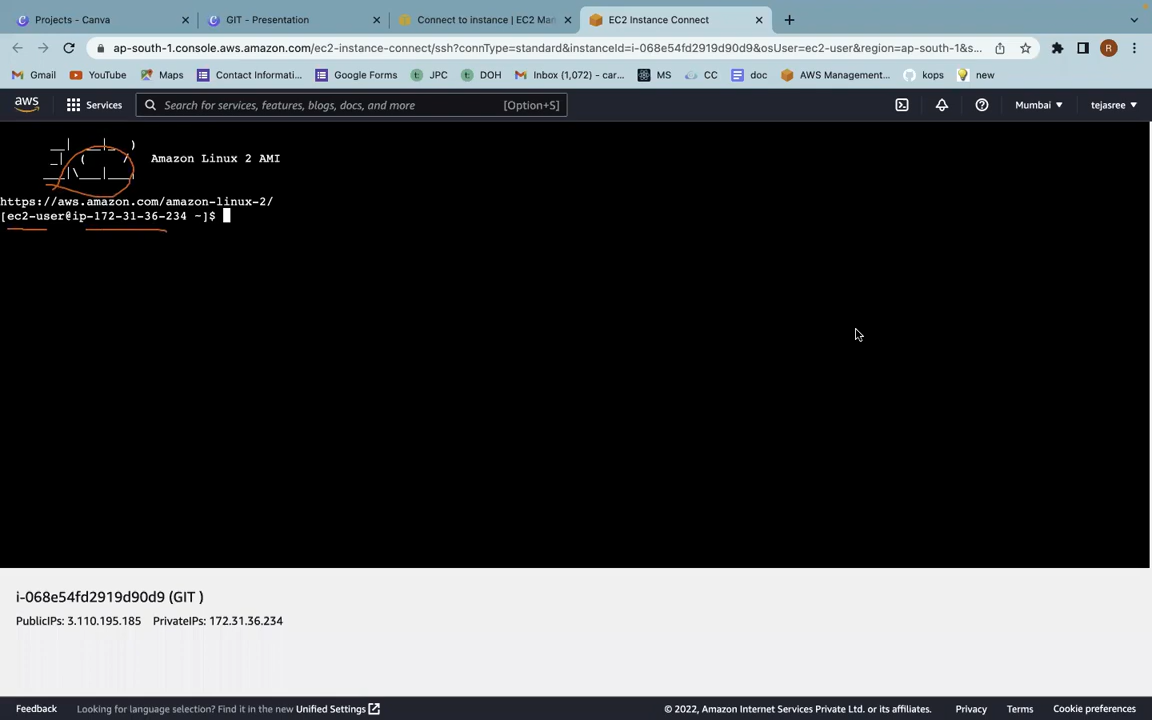 Projects - Canva
GIT - Presentation
Connect to instance | EC2 Man
EC2 Instance Connect
ap-south-1.console.aws.amazon.com/ec2-instance-connect/ssh?connType=standard&instanceId=i-068e54fd2919d90d9&osUser=ec2-user&region=ap-south-1&s...
R
Gmail YouTube Maps Contact Informati... Google Forms JPC DOH Inbox (1,072) - car... MS CC doc AWS Management... kops new
aws Services Search for services, features, blogs, docs, and more [Option+S] Mumbai tejasree
__|  __|_  )
_|  (     /   Amazon Linux 2 AMI
___|\___|___|
https://aws.amazon.com/amazon-linux-2/
[ec2-user@ip-172-31-36-234 ~]$
i-068e54fd2919d90d9 (GIT )
PublicIPs: 3.110.195.185 PrivateIPs: 172.31.36.234
Feedback Looking for language selection? Find it in the new Unified Settings © 2022, Amazon Internet Services Private Ltd. or its affiliates. Privacy Terms Cookie preferences